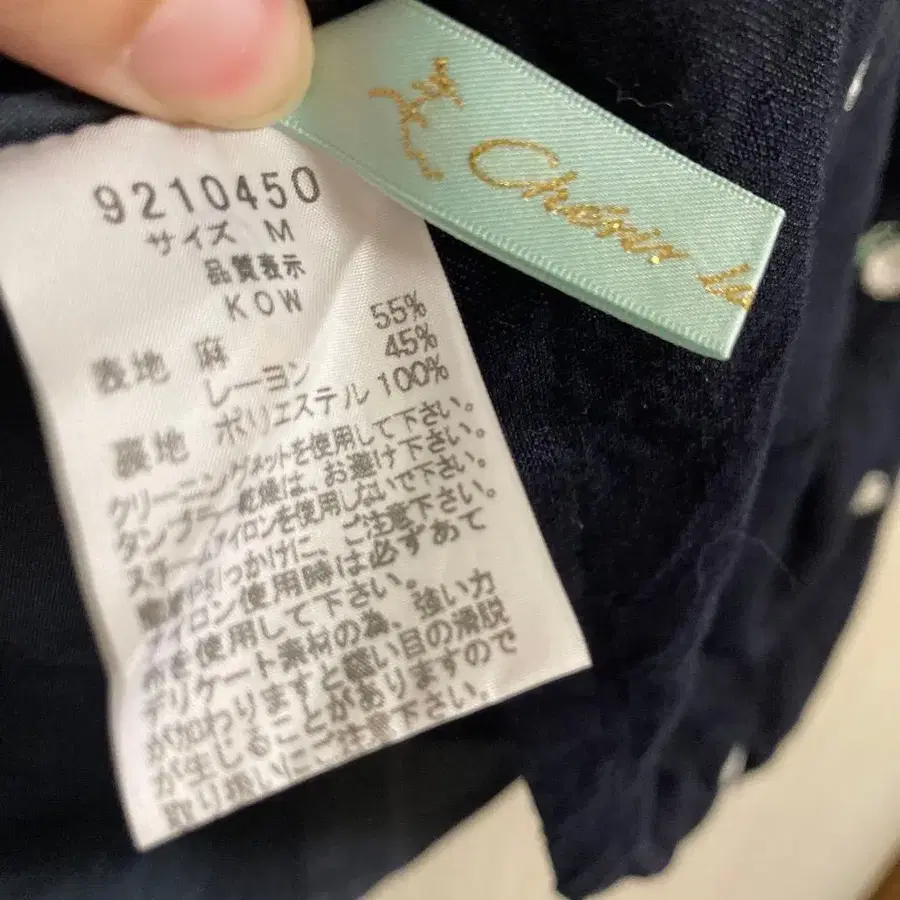 9210450
サイズ M
品質表示
KOW
表地 麻 55%
レーヨン 45%
裏地 ポリエステル 100%
クリーニングネットを使用して下さい。
タンブラー乾燥は、お避け下さい。
スチームアイロンを使用しないで下さい。
っかけに、ご注意下さい。
アイロン使用時は必ずあて
布を使用して下さい。
デリケート素材の為、強い力
が加わりますと縫い目の滑脱
が生じることがありますので
取り扱いにご注意下さい。